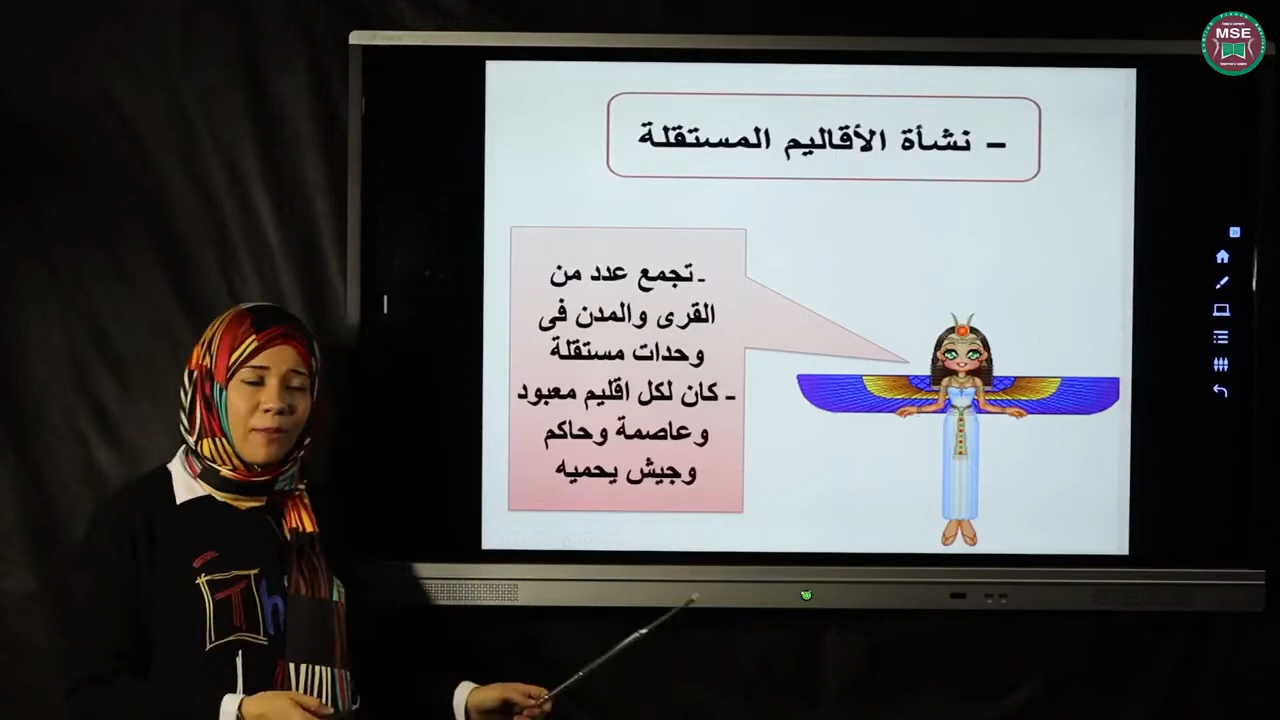 MSE
– نشأة الأقاليم المستقلة
- تجمع عدد من
القرى والمدن فى
وحدات مستقلة
- كان لكل اقليم معبود
وعاصمة وحاكم
وجيش يحميه
Th